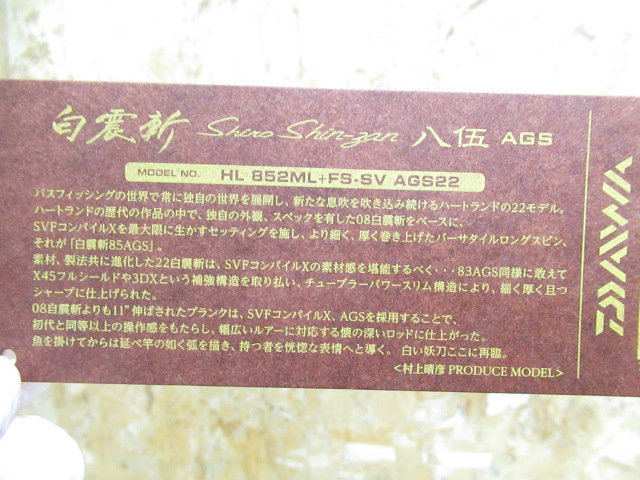 白震斬 Shiro Shin-zan 八伍 AGS
MODEL NO. HL 852ML+FS-SV AGS22
バスフィッシングの世界で常に独自の世界を展開し、新たな息吹を吹き込み続けるハートランドの22モデル。
ハートランドの歴代の作品の中で、独自の外観、スペックを有した08白震斬をベースに、
SVFコンパイルXを最大限に生かすセッティングを施し、より細く、厚く巻き上げたバーサタイルロングスピン、
それが「白震斬85AGS」。
素材、製法共に進化した22白震斬は、SVFコンパイルXの素材感を堪能するべく・・・83AGS同様に敢えて
X45フルシールドや3DXという補強構造を取り払い、チューブラーパワースリム構造により、細く厚く且つ
シャープに仕上げられた。
08白震斬よりも11"伸ばされたブランクは、SVFコンパイルX、AGSを採用することで、
初代と同等以上の操作感をもたらし、幅広いルアーに対応する懐の深いロッドに仕上がった。
魚を掛けてからは延べ竿の如く弧を描き、持つ者を恍惚な表情へと導く。白い妖刀ここに再臨。
<村上晴彦 PRODUCE MODEL>
DAIWA